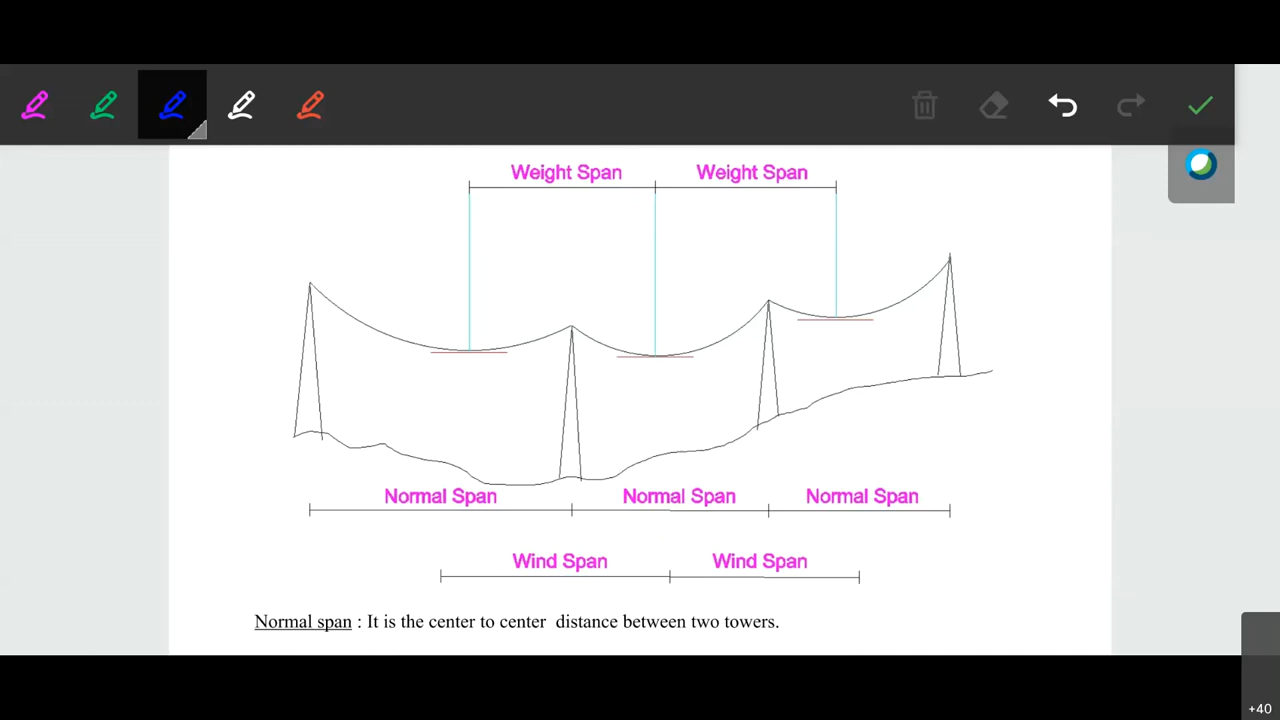 Weight Span Weight Span
Normal Span Normal Span Normal Span
Wind Span Wind Span
Normal span : It is the center to center distance between two towers.
+40